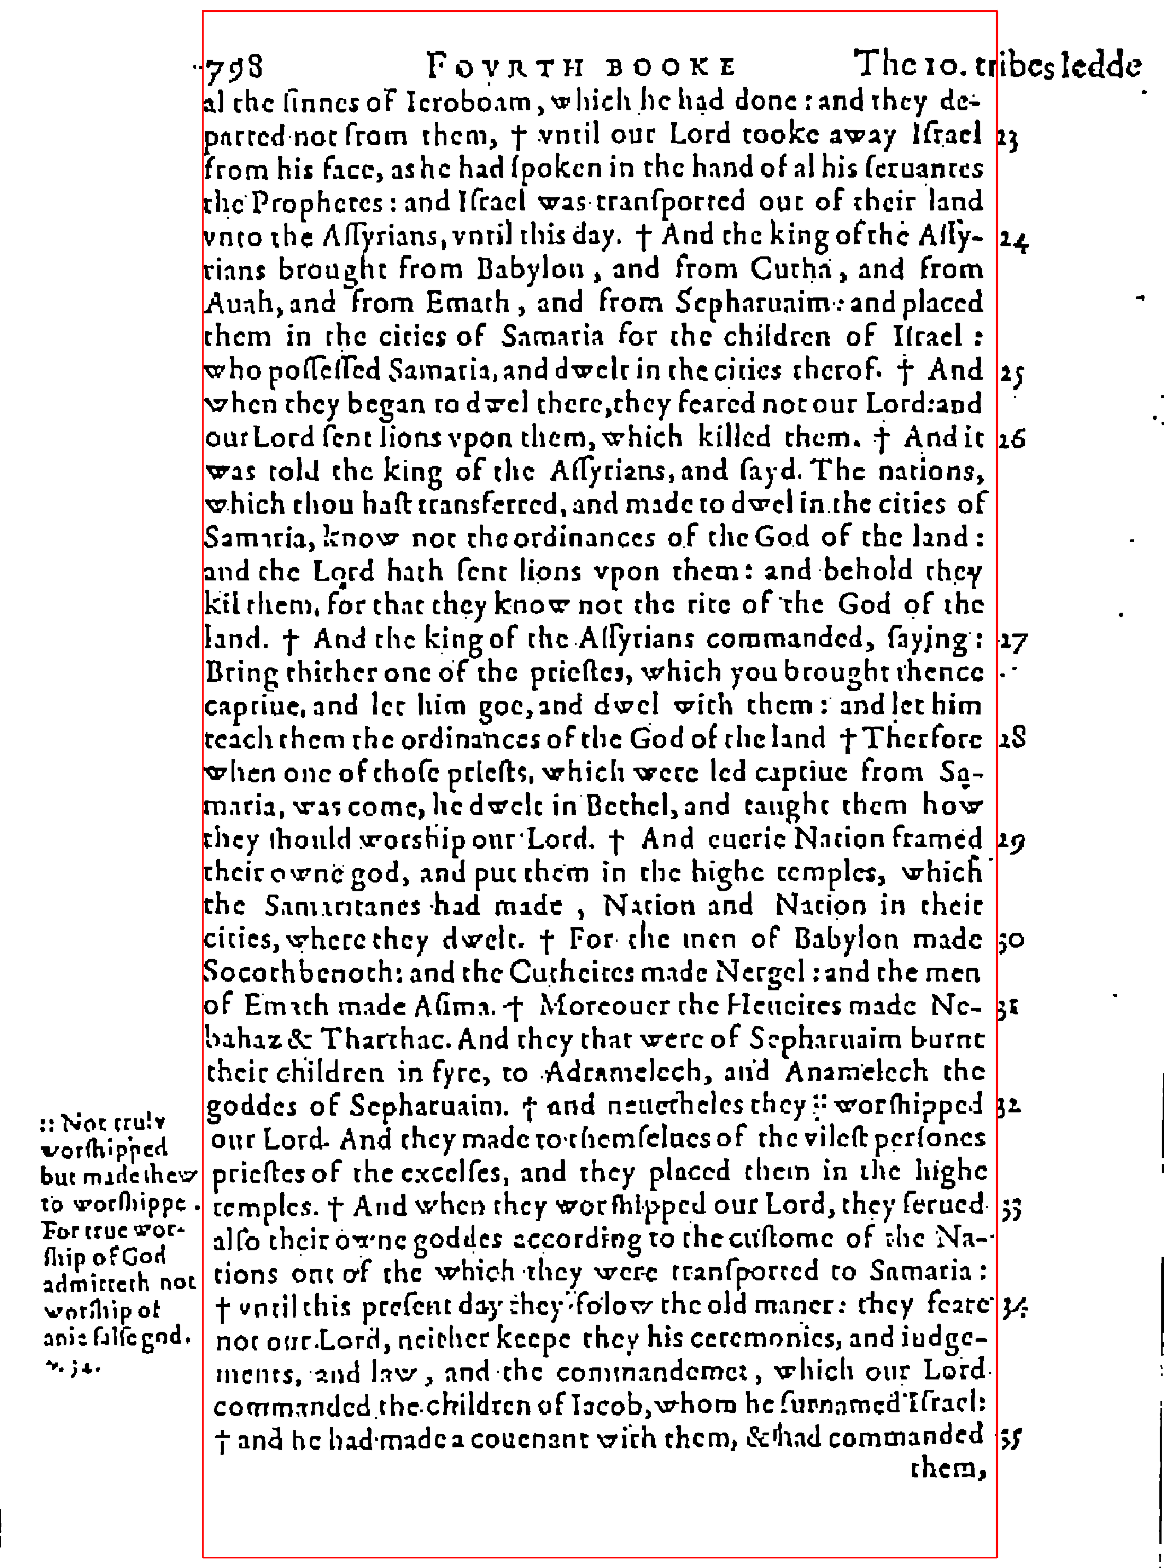 798 FOVRTH BOOKE The 10. tribes ledde
al the sinnes of Ieroboam, which he had done: and they de-
parted not from them, † vntil our Lord tooke away Israel 23
from his face, as he had spoken in the hand of al his seruantes
the Prophetes: and Israel was transported out of their land
vnto the Assyrians, vntil this day. † And the king of the Assy- 24
rians brought from Babylon, and from Cutha, and from
Auah, and from Emath, and from Sepharuaim: and placed
them in the cities of Samaria for the children of Israel:
who possessed Samaria, and dwelt in the cities therof. † And 25
when they began to dwel there, they feared not our Lord: and
our Lord sent lions vpon them, which killed them. † And it 26
was told the king of the Assyrians, and sayd. The nations,
which thou hast transferred, and made to dwel in the cities of
Samaria, know not the ordinances of the God of the land:
and the Lord hath sent lions vpon them: and behold they
kil them, for that they know not the rite of the God of the
land. † And the king of the Assyrians commanded, saying: 27
Bring thither one of the priestes, which you brought thence
captiue, and let him goe, and dwel with them: and let him
teach them the ordinances of the God of the land † Therfore 28
when one of those priests, which were led captiue from Sa-
maria, was come, he dwelt in Bethel, and taught them how
they should worship our Lord. † And euerie Nation framed 29
their owne god, and put them in the highe temples, which
the Samaritanes had made, Nation and Nation in their
cities, where they dwelt. † For the men of Babylon made 30
Socothbenoth: and the Cutheites made Nergel: and the men
of Emath made Asima. † Moreouer the Heueites made Ne- 31
bahaz & Tharthac. And they that were of Sepharuaim burnt
their children in fyre, to Adramelech, and Anamelech the
goddes of Sepharuaim. † and neuertheles they :: worshipped 32
our Lord. And they made to themselues of the vilest persones
priestes of the excelses, and they placed them in the highe
temples. † And when they worshipped our Lord, they serued 33
also their owne goddes according to the custome of the Na-
tions out of the which they were transported to Samaria:
† vntil this present day they folow the old maner: they feare 34
not our Lord, neither keepe they his ceremonies, and iudge-
ments, and law, and the commandemet, which our Lord
commanded the children of Iacob, whom he surnamed Israel:
† and he had made a couenant with them, & had commanded 35
them,
:: Not truly
worshipped
but made shew
to worshippe.
For true wor-
ship of God
admitteth not
worship of
anie false god.
v. 34.